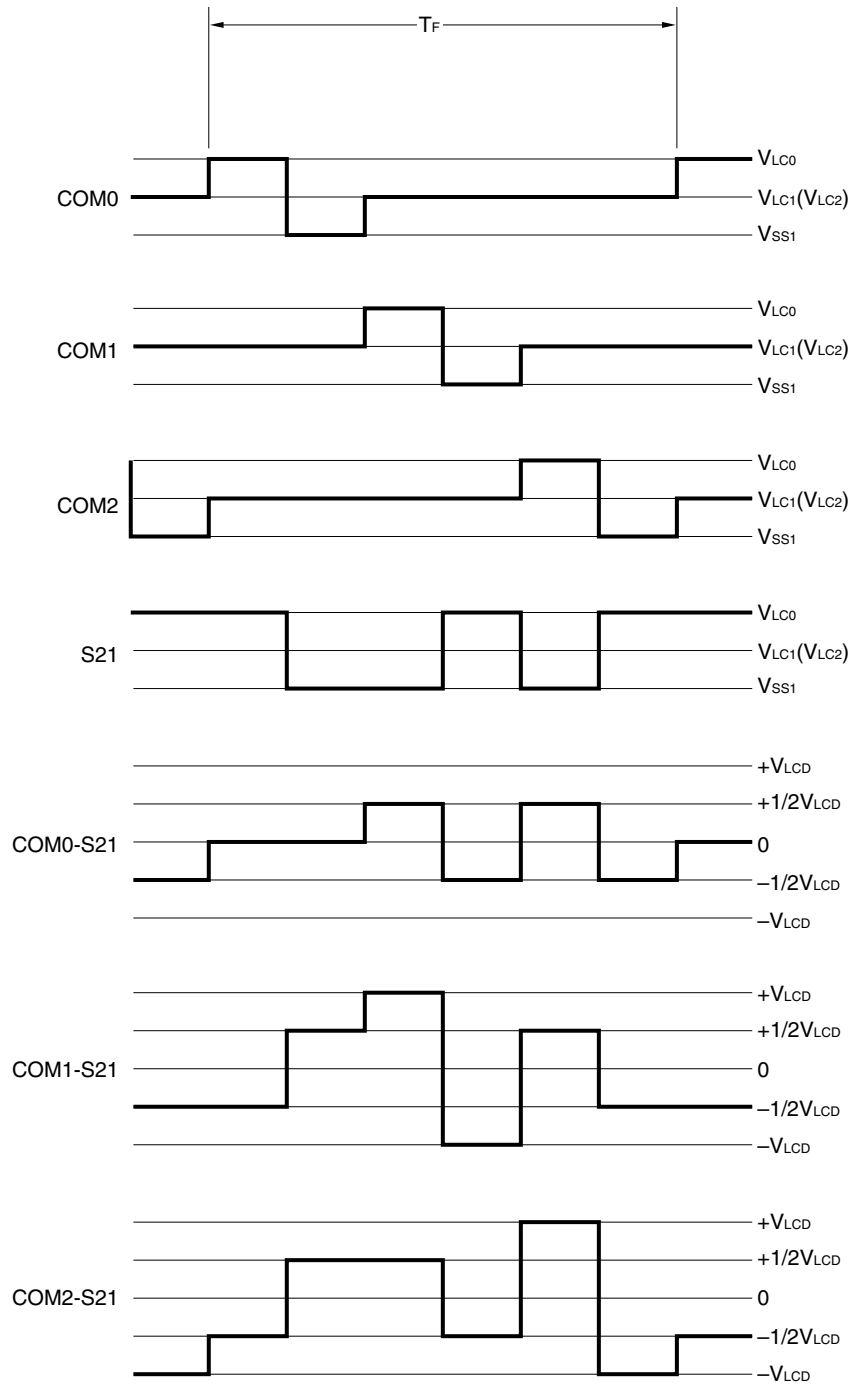 TF
COM0
VLC0
VLC1(VLC2)
VSS1
COM1
VLC0
VLC1(VLC2)
VSS1
COM2
VLC0
VLC1(VLC2)
VSS1
S21
VLC0
VLC1(VLC2)
VSS1
COM0-S21
+VLCD
+1/2VLCD
0
–1/2VLCD
–VLCD
COM1-S21
+VLCD
+1/2VLCD
0
–1/2VLCD
–VLCD
COM2-S21
+VLCD
+1/2VLCD
0
–1/2VLCD
–VLCD